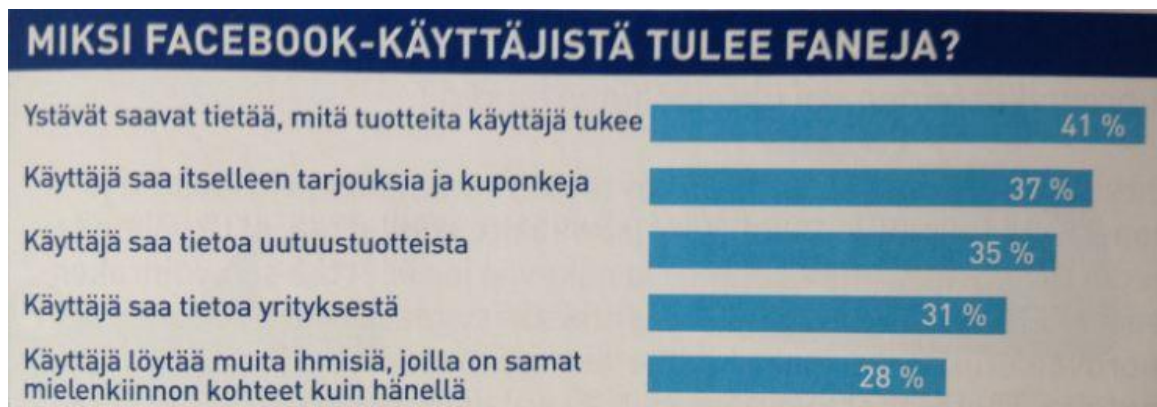 MIKSI FACEBOOK-KÄYTTÄJISTÄ TULEE FANEJA?
Ystävät saavat tietää, mitä tuotteita käyttäjä tukee 41 %
Käyttäjä saa itselleen tarjouksia ja kuponkeja 37 %
Käyttäjä saa tietoa uutuustuotteista 35 %
Käyttäjä saa tietoa yrityksestä 31 %
Käyttäjä löytää muita ihmisiä, joilla on samat
mielenkiinnon kohteet kuin hänellä 28 %